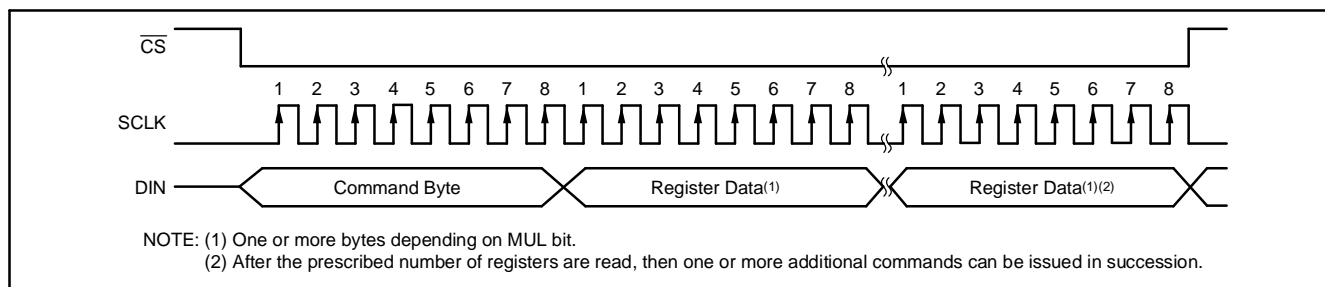 CS
1 2 3 4 5 6 7 8 1 2 3 4 5 6 7 8 1 2 3 4 5 6 7 8
SCLK
DIN Command Byte Register Data(1) Register Data(1)(2)
NOTE: (1) One or more bytes depending on MUL bit.
(2) After the prescribed number of registers are read, then one or more additional commands can be issued in succession.